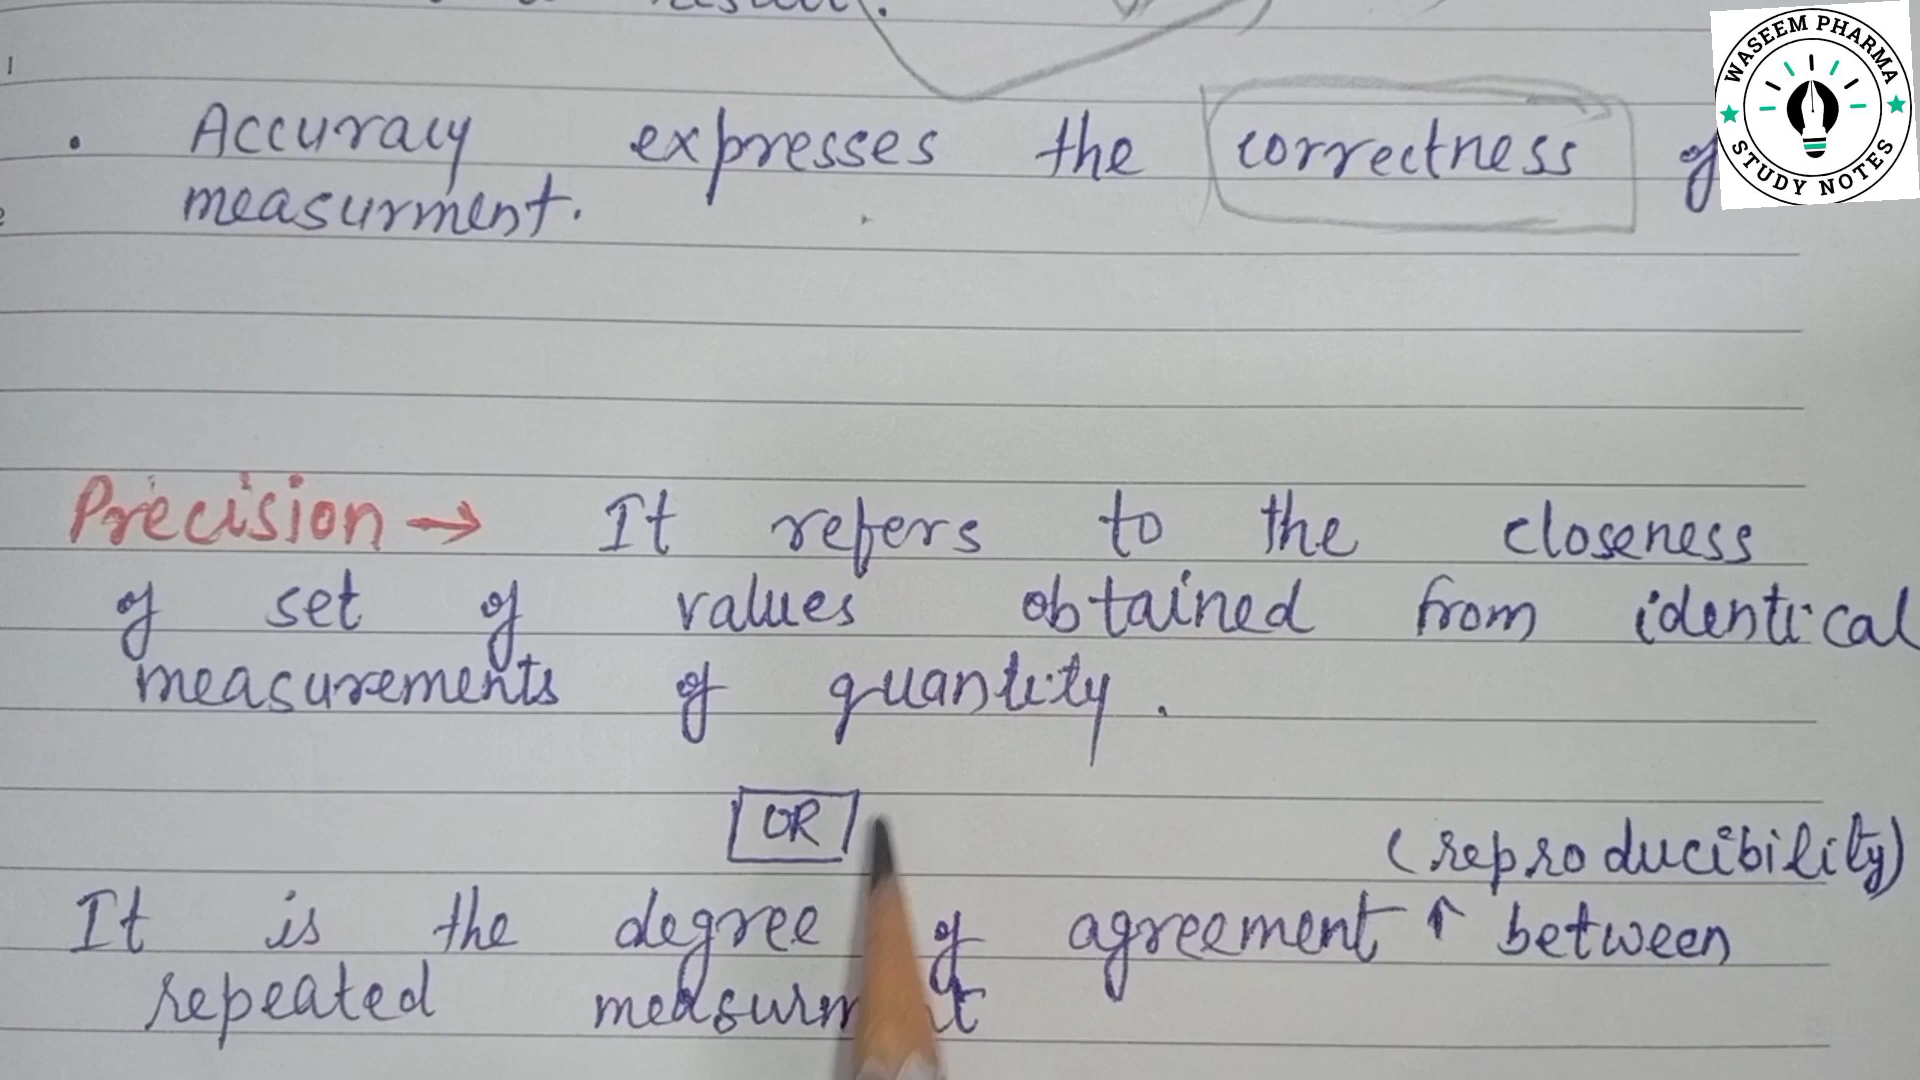 • Accuracy expresses the correctness of
measurment.
Precision → It refers to the closeness
of set of values obtained from identical
measurements of quantity.
OR
(reproducibility)
It is the degree of agreement ↑ between
repeated
WASEEM PHARMA
STUDY NOTES